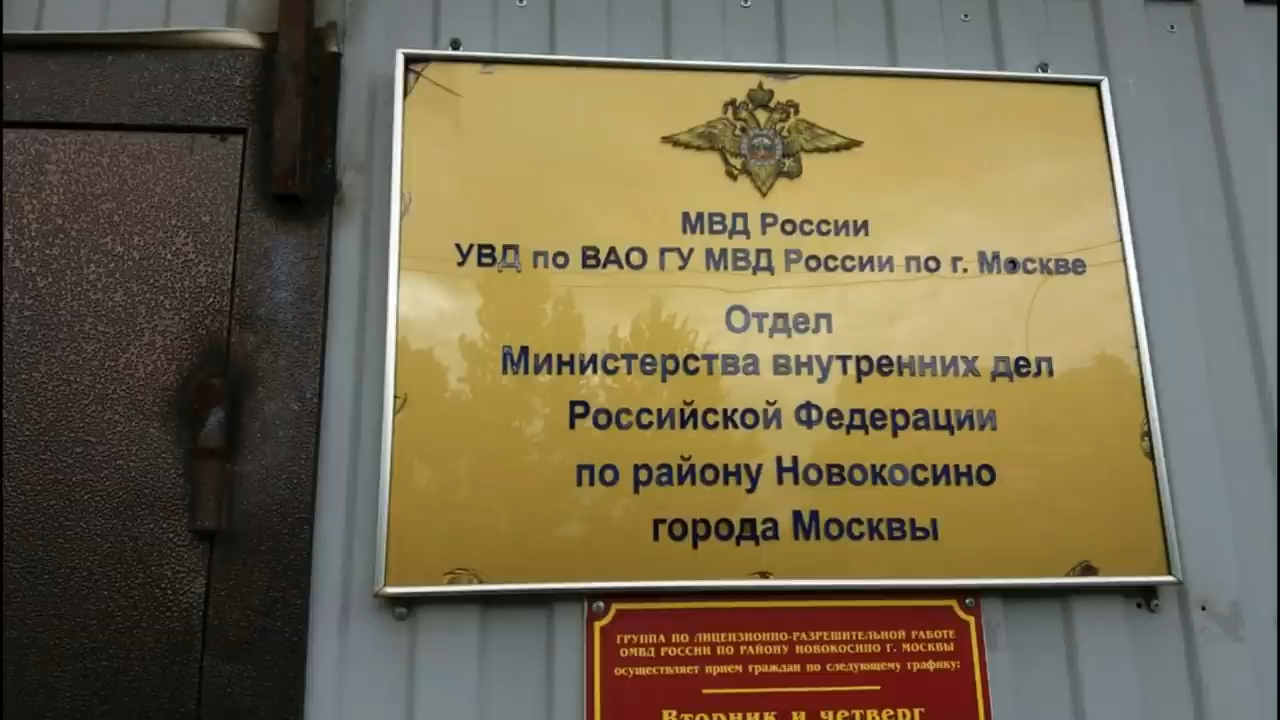 МВД России
УВД по ВАО ГУ МВД России по г. Москве
Отдел
Министерства внутренних дел
Российской Федерации
по району Новокосино
города Москвы
ГРУППА ПО ЛИЦЕНЗИОННО-РАЗРЕШИТЕЛЬНОЙ РАБОТЕ
ОМВД РОССИИ ПО РАЙОНУ НОВОКОСИНО Г. МОСКВЫ
осуществляет прием граждан по следующему графику:
Вторник и четверг